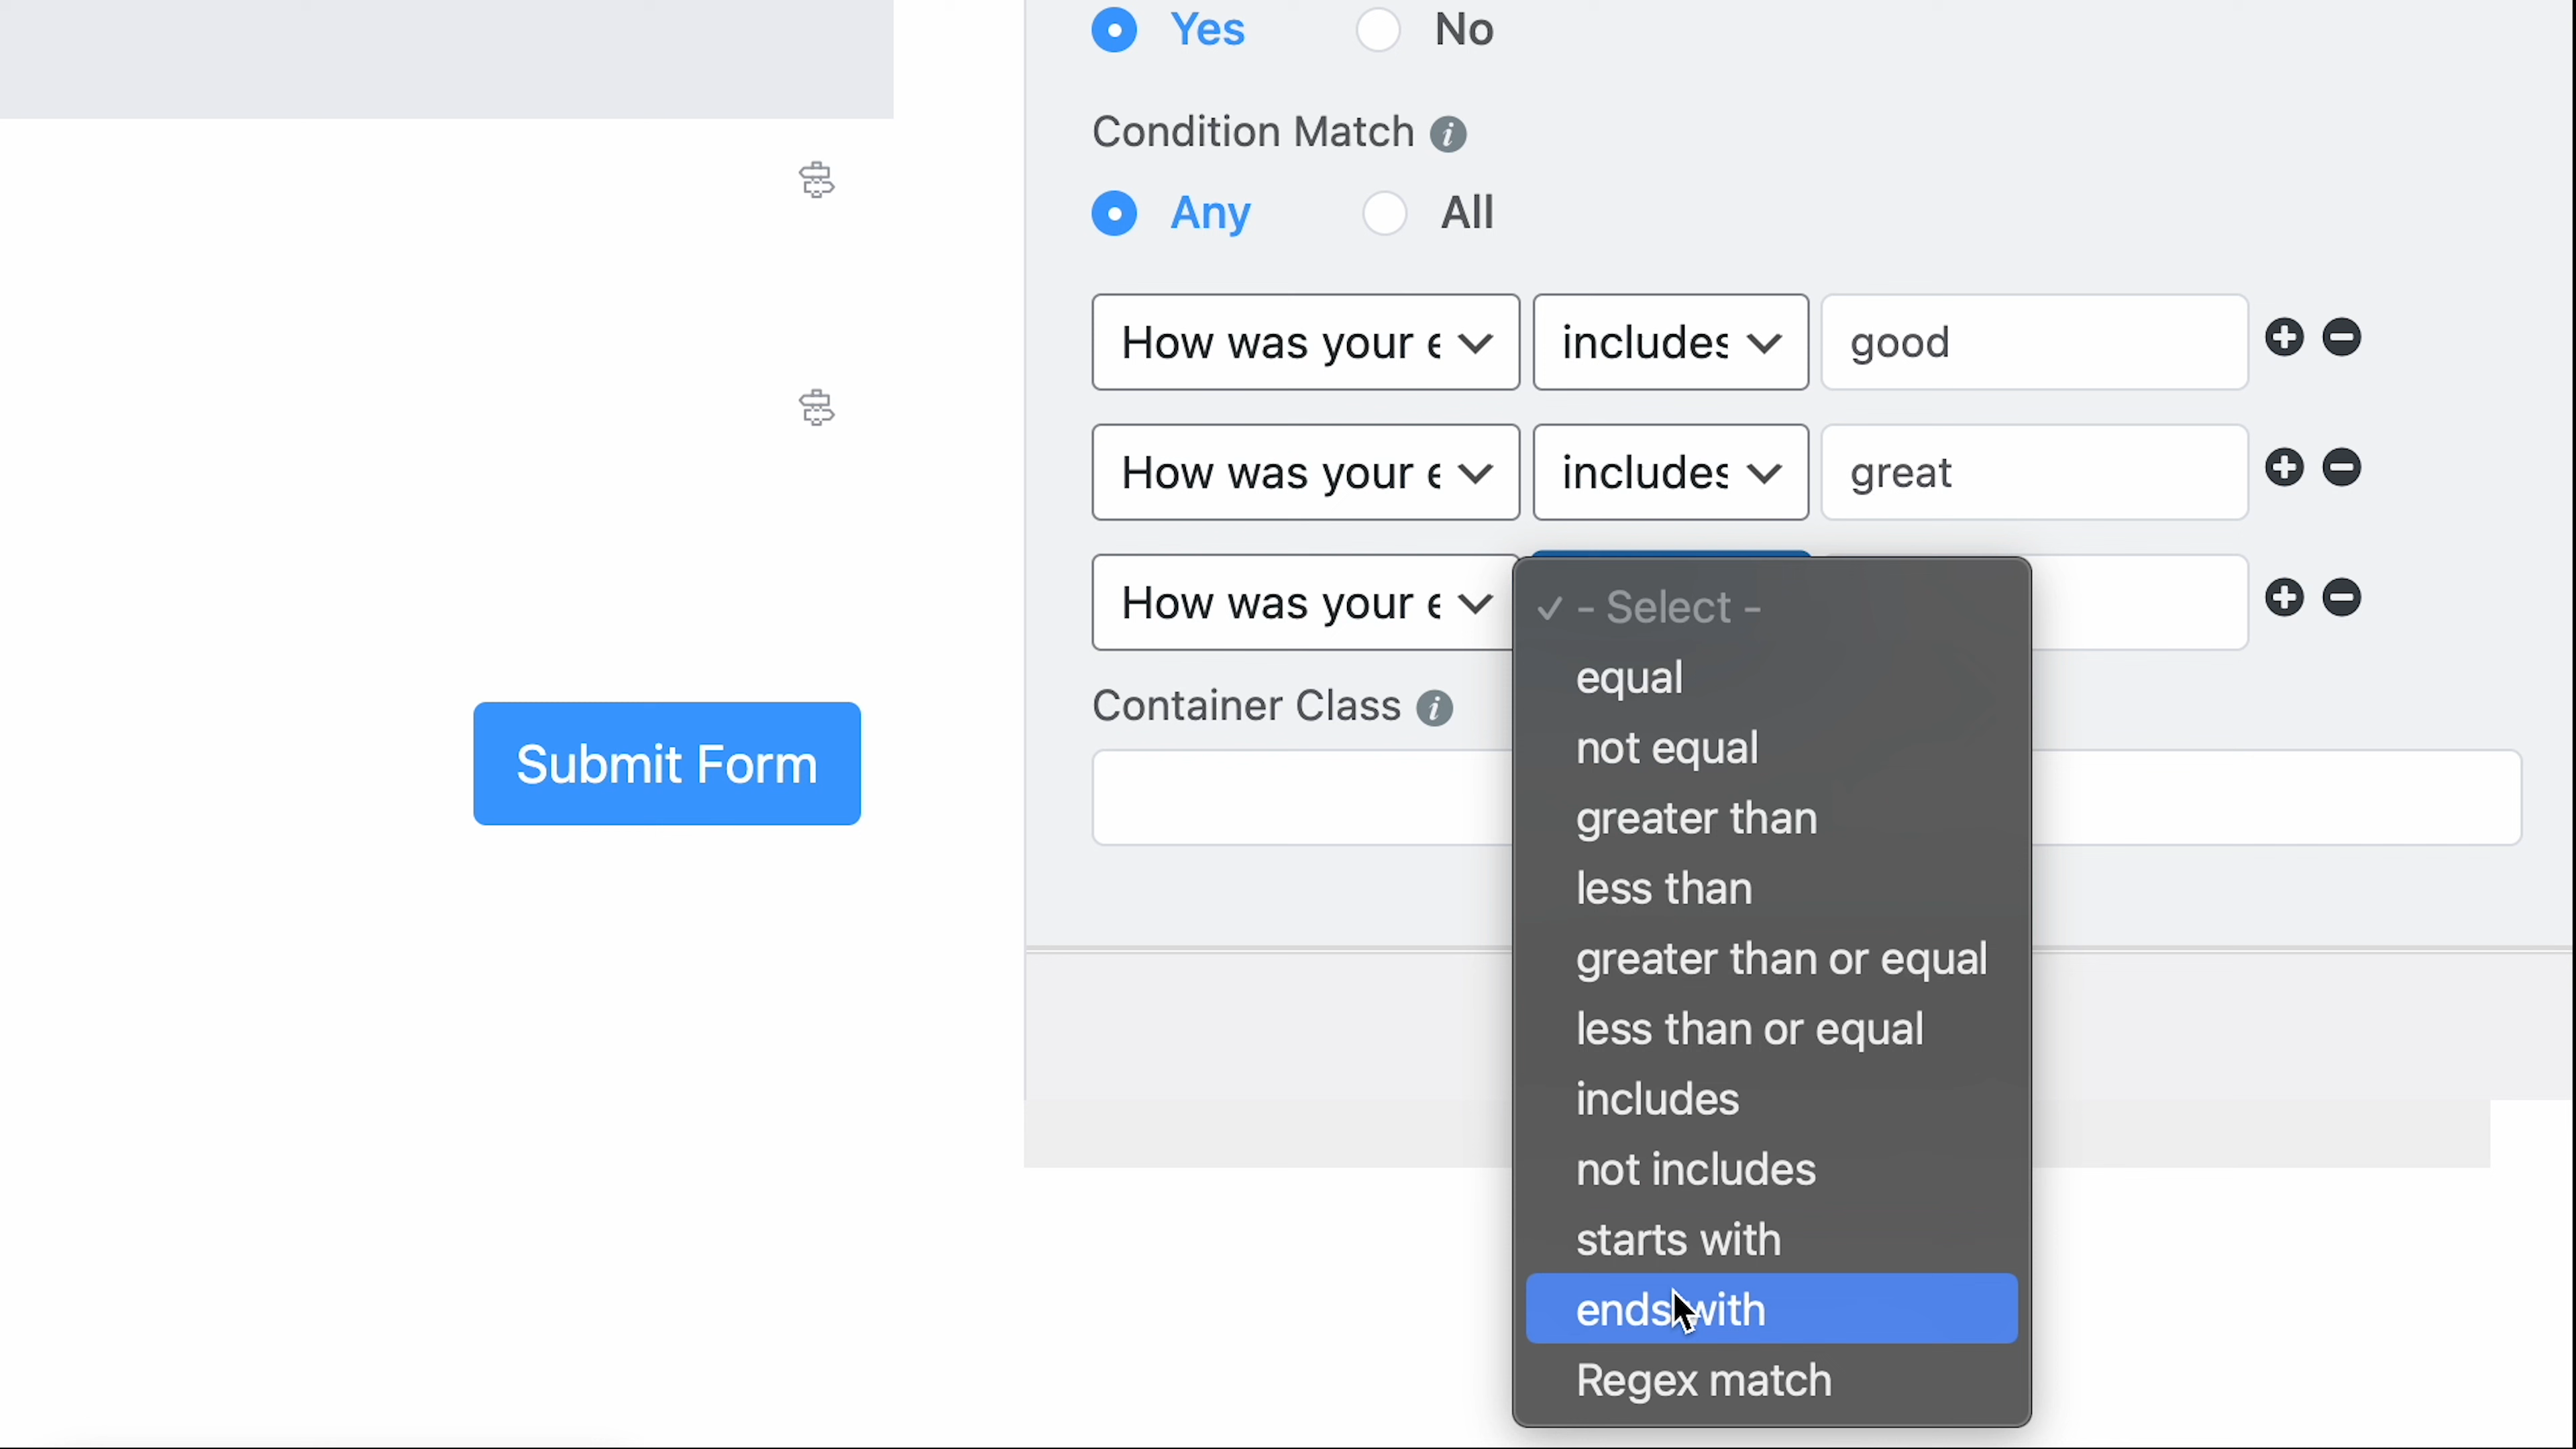 Yes No
Condition Match
Any All
How was your e includes good
How was your e includes great
How was your e
- Select -
equal
not equal
greater than
less than
greater than or equal
less than or equal
includes
not includes
starts with
ends with
Regex match
Container Class
Submit Form